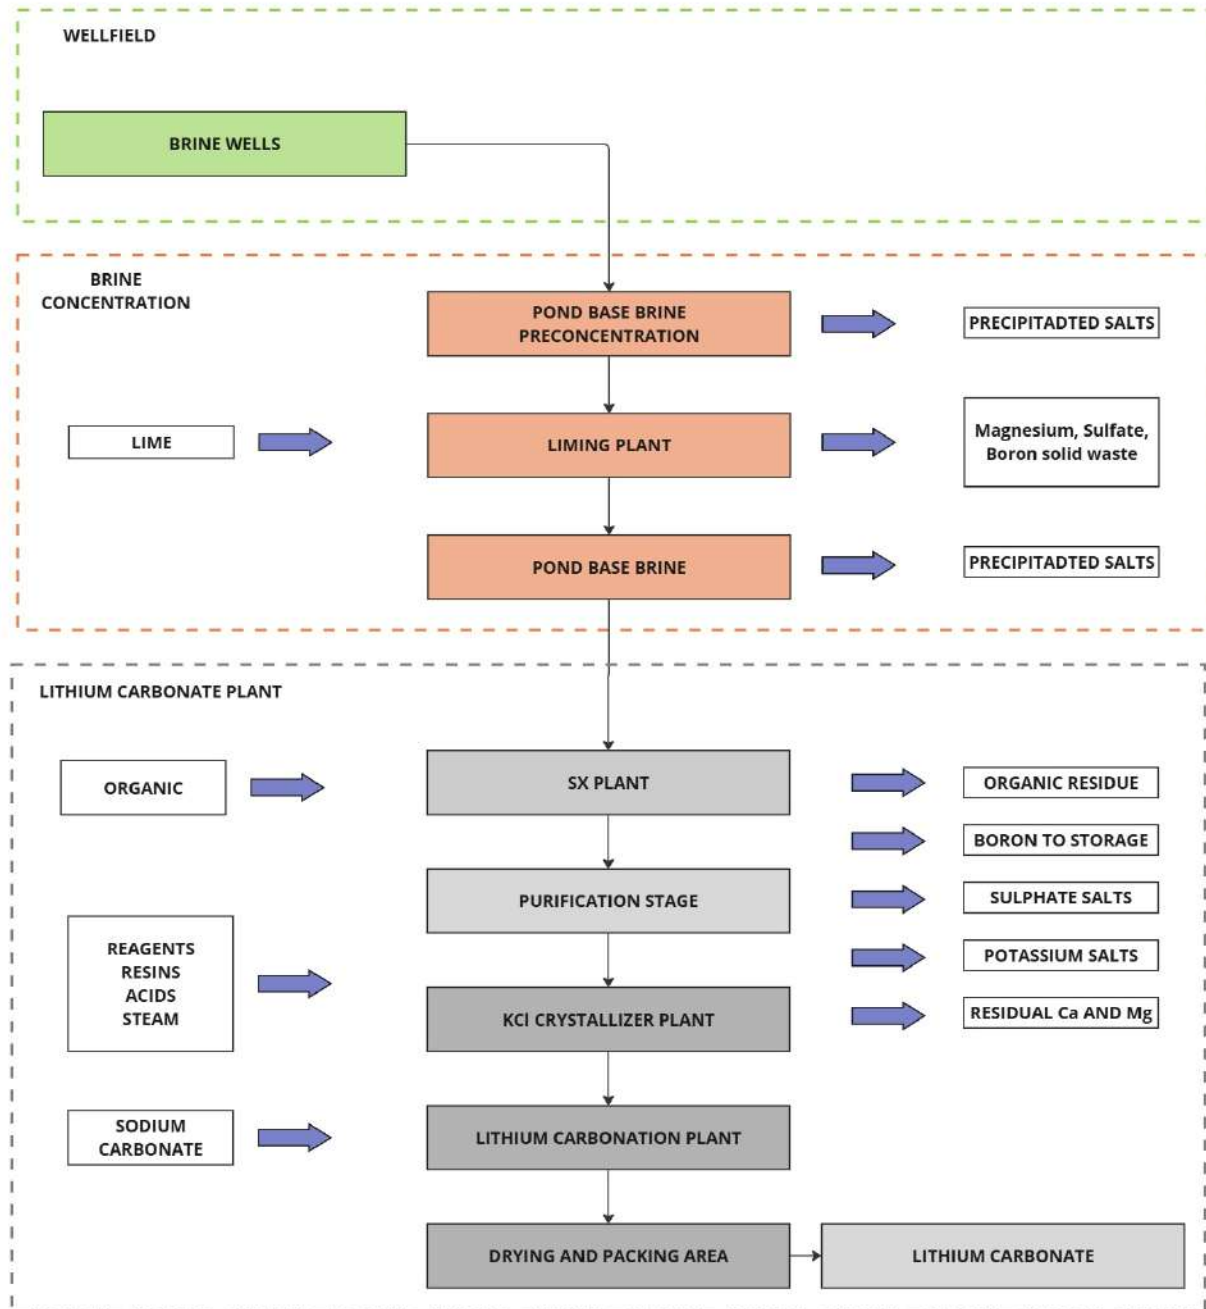 WELLFIELD
BRINE WELLS
BRINE
CONCENTRATION
POND BASE BRINE
PRECONCENTRATION
PRECIPITADTED SALTS
LIME
LIMING PLANT
Magnesium, Sulfate,
Boron solid waste
POND BASE BRINE
PRECIPITADTED SALTS
LITHIUM CARBONATE PLANT
ORGANIC
SX PLANT
ORGANIC RESIDUE
BORON TO STORAGE
PURIFICATION STAGE
SULPHATE SALTS
REAGENTS
RESINS
ACIDS
STEAM
POTASSIUM SALTS
KCl CRYSTALLIZER PLANT
RESIDUAL Ca AND Mg
SODIUM
CARBONATE
LITHIUM CARBONATION PLANT
DRYING AND PACKING AREA
LITHIUM CARBONATE